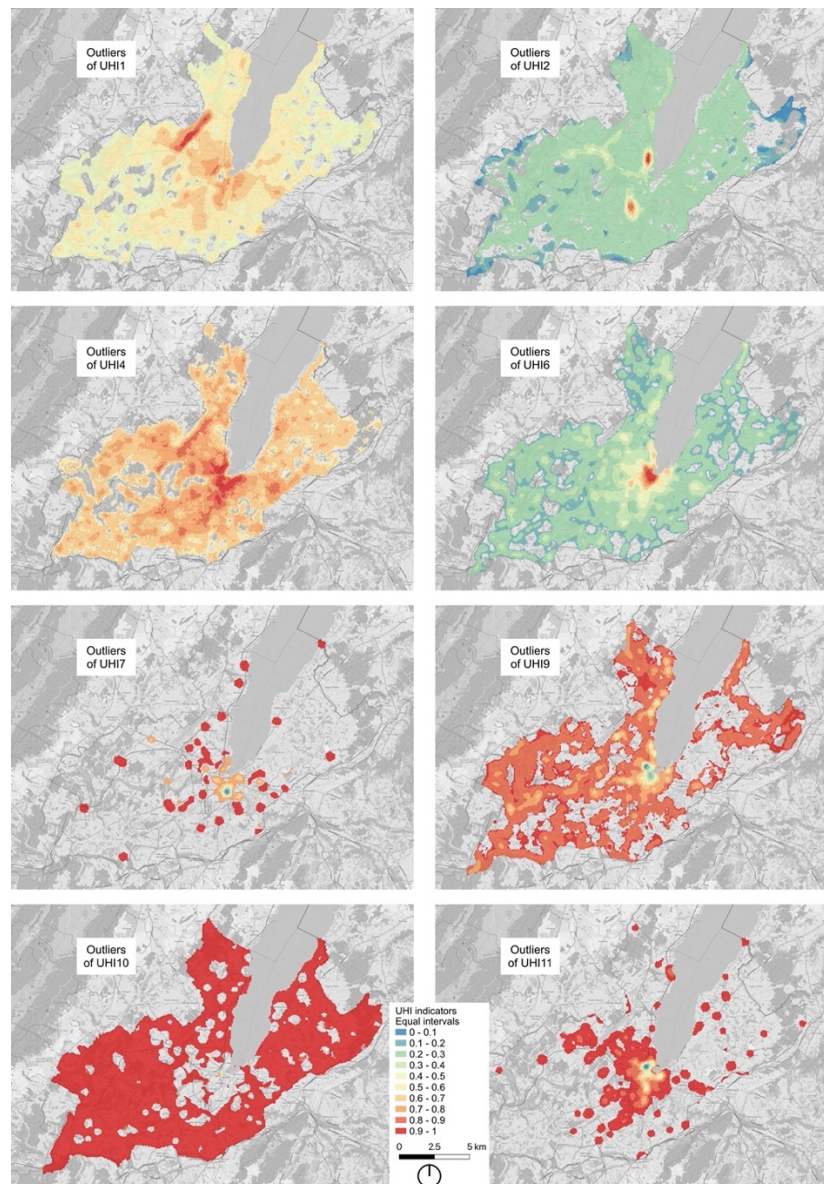 Outliers
of UHI1
Outliers
of UHI2
Outliers
of UHI4
Outliers
of UHI6
Outliers
of UHI7
Outliers
of UHI9
Outliers
of UHI10
Outliers
of UHI11
UHI indicators
Equal intervals
0 - 0.1
0.1 - 0.2
0.2 - 0.3
0.3 - 0.4
0.4 - 0.5
0.5 - 0.6
0.6 - 0.7
0.7 - 0.8
0.8 - 0.9
0.9 - 1
0 2.5 5 km